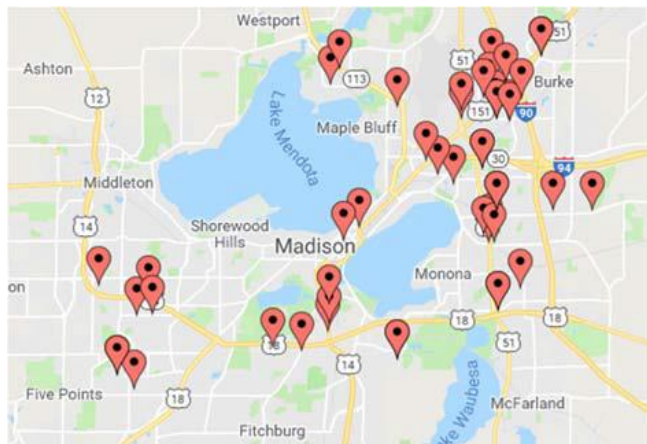 Westport
51
Ashton
51
113
Burke
12
Lake Mendota
151
90
Maple Bluff
30
94
Middleton
14
Shorewood
Hills
Madison
Monona
on
18
18
18
14
51
Five Points
18
McFarland
Fitchburg
ke Waubesa